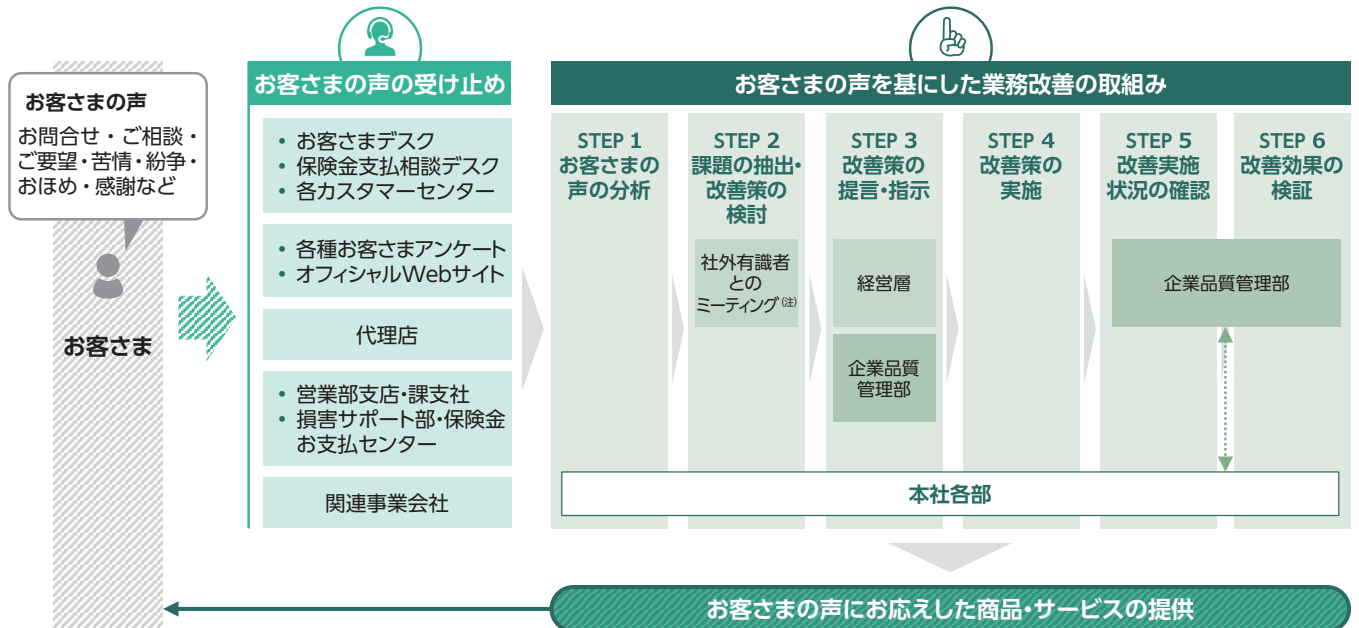 お客さまの声
お問合せ・ご相談・
ご要望・苦情・紛争・
おほめ・感謝など
お客さま
お客さまの声の受け止め
• お客さまデスク
• 保険金支払相談デスク
• 各カスタマーセンター
• 各種お客さまアンケート
• オフィシャルWebサイト
代理店
• 営業部支店・課支社
• 損害サポート部・保険金
お支払センター
関連事業会社
お客さまの声を基にした業務改善の取組み
STEP 1
お客さまの
声の分析
STEP 2
課題の抽出・
改善策の
検討
社外有識者
との
ミーティング(注)
STEP 3
改善策の
提言・指示
経営層
企業品質
管理部
STEP 4
改善策の
実施
STEP 5
改善実施
状況の確認
STEP 6
改善効果の
検証
企業品質管理部
本社各部
お客さまの声にお応えした商品・サービスの提供